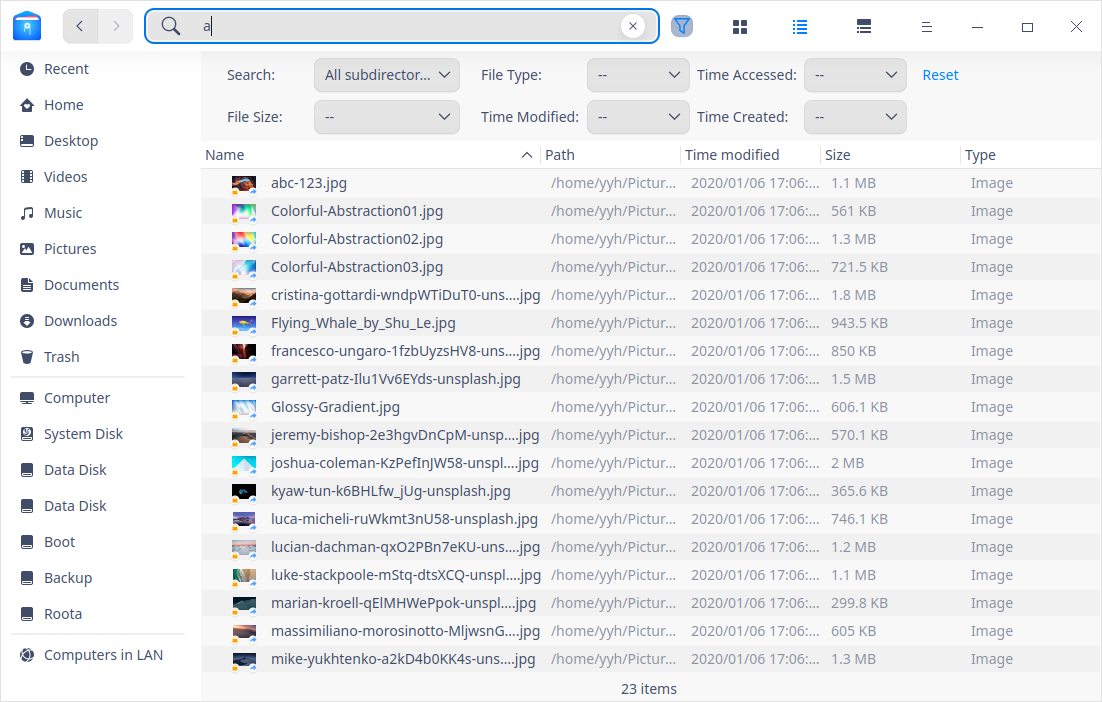 a
Recent
Home
Desktop
Videos
Music
Pictures
Documents
Downloads
Trash
Computer
System Disk
Data Disk
Data Disk
Boot
Backup
Roota
Computers in LAN
Search: All subdirector... File Type: -- Time Accessed: -- Reset
File Size: -- Time Modified: -- Time Created: --
Name Path Time modified Size Type
abc-123.jpg /home/yyh/Pictur... 2020/01/06 17:06:... 1.1 MB Image
Colorful-Abstraction01.jpg /home/yyh/Pictur... 2020/01/06 17:06:... 561 KB Image
Colorful-Abstraction02.jpg /home/yyh/Pictur... 2020/01/06 17:06:... 1.3 MB Image
Colorful-Abstraction03.jpg /home/yyh/Pictur... 2020/01/06 17:06:... 721.5 KB Image
cristina-gottardi-wndpWTiDuT0-uns....jpg /home/yyh/Pictur... 2020/01/06 17:06:... 1.8 MB Image
Flying_Whale_by_Shu_Le.jpg /home/yyh/Pictur... 2020/01/06 17:06:... 943.5 KB Image
francesco-ungaro-1fzbUyzsHV8-uns....jpg /home/yyh/Pictur... 2020/01/06 17:06:... 850 KB Image
garrett-patz-Ilu1Vv6EYds-unsplash.jpg /home/yyh/Pictur... 2020/01/06 17:06:... 1.5 MB Image
Glossy-Gradient.jpg /home/yyh/Pictur... 2020/01/06 17:06:... 606.1 KB Image
jeremy-bishop-2e3hgvDnCpM-unsp....jpg /home/yyh/Pictur... 2020/01/06 17:06:... 570.1 KB Image
joshua-coleman-KzPefInJW58-unspl....jpg /home/yyh/Pictur... 2020/01/06 17:06:... 2 MB Image
kyaw-tun-k6BHLfw_jUg-unsplash.jpg /home/yyh/Pictur... 2020/01/06 17:06:... 365.6 KB Image
luca-micheli-ruWkmt3nU58-unsplash.jpg /home/yyh/Pictur... 2020/01/06 17:06:... 746.1 KB Image
lucian-dachman-qxO2PBn7eKU-uns....jpg /home/yyh/Pictur... 2020/01/06 17:06:... 1.2 MB Image
luke-stackpoole-mStq-dtsXCQ-unspl....jpg /home/yyh/Pictur... 2020/01/06 17:06:... 1.1 MB Image
marian-kroell-qElMHWePpok-unspl....jpg /home/yyh/Pictur... 2020/01/06 17:06:... 299.8 KB Image
massimiliano-morosinotto-MljwsnG....jpg /home/yyh/Pictur... 2020/01/06 17:06:... 605 KB Image
mike-yukhtenko-a2kD4b0KK4s-uns....jpg /home/yyh/Pictur... 2020/01/06 17:06:... 1.3 MB Image
23 items